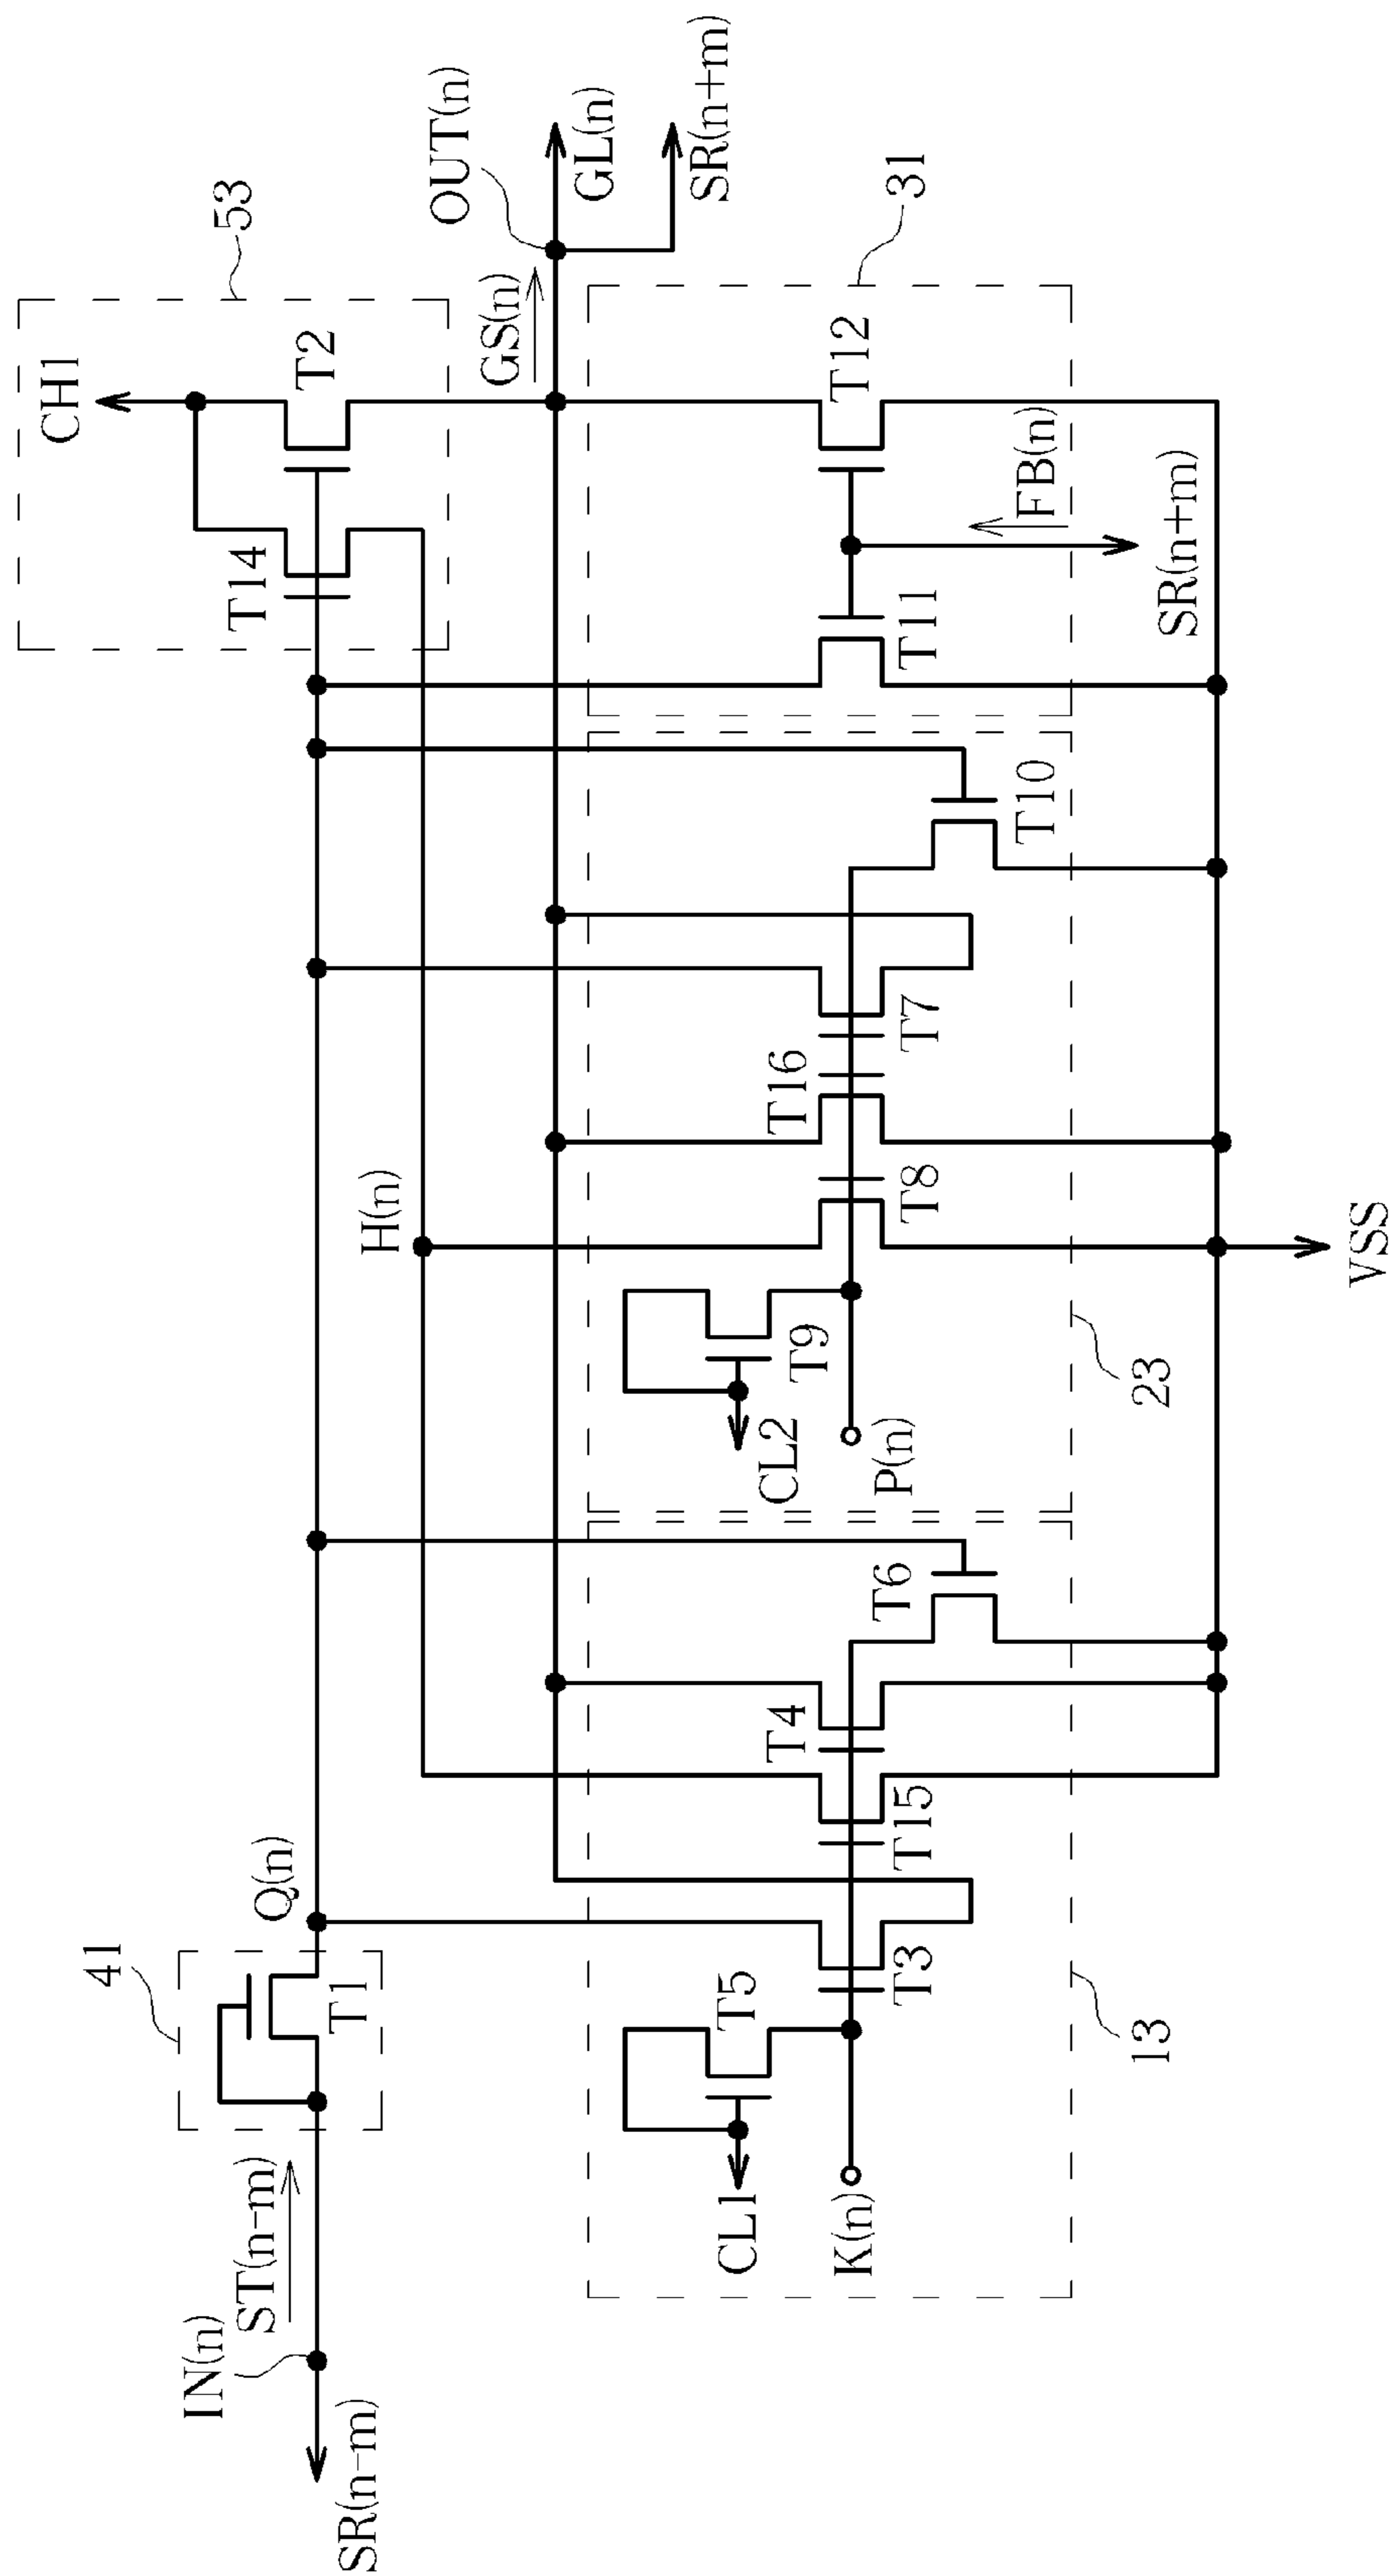 SR(n-m)
IN(n)
ST(n-m)
41
T1
Q(n)
H(n)
CH1
53
T14
T2
OUT(n)
GS(n)
GL(n)
SR(n+m)
CL1
K(n)
T5
T3
T15
T4
T6
13
CL2
P(n)
T9
T8
T16
T7
T10
23
T11
T12
31
FB(n)
SR(n+m)
VSS